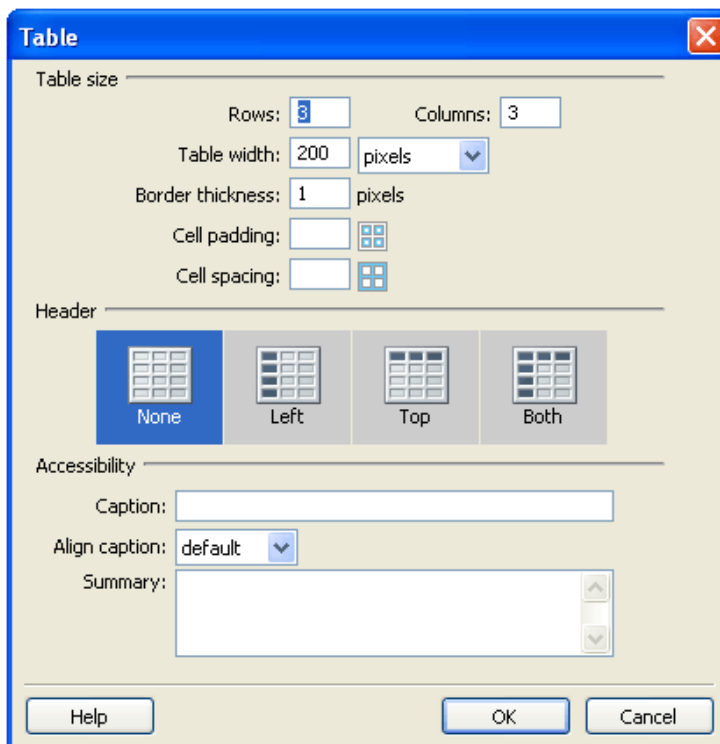 Table
Table size
Rows: 3 Columns: 3
Table width: 200 pixels
Border thickness: 1 pixels
Cell padding:
Cell spacing:
Header
None Left Top Both
Accessibility
Caption:
Align caption: default
Summary:
Help OK Cancel